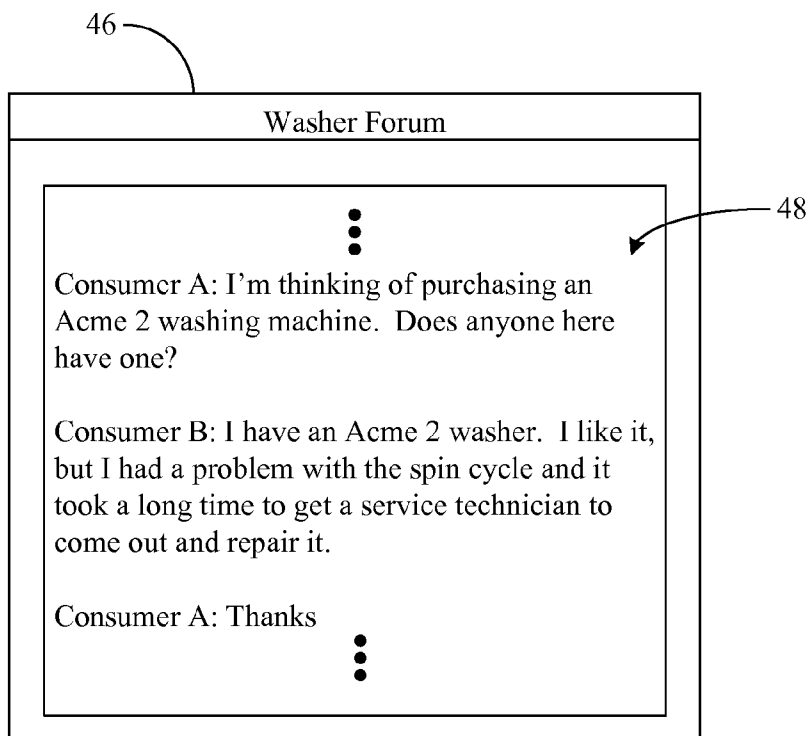 46
Washer Forum
48
Consumer A: I'm thinking of purchasing an
Acme 2 washing machine.  Does anyone here
have one?
Consumer B: I have an Acme 2 washer.  I like it,
but I had a problem with the spin cycle and it
took a long time to get a service technician to
come out and repair it.
Consumer A: Thanks